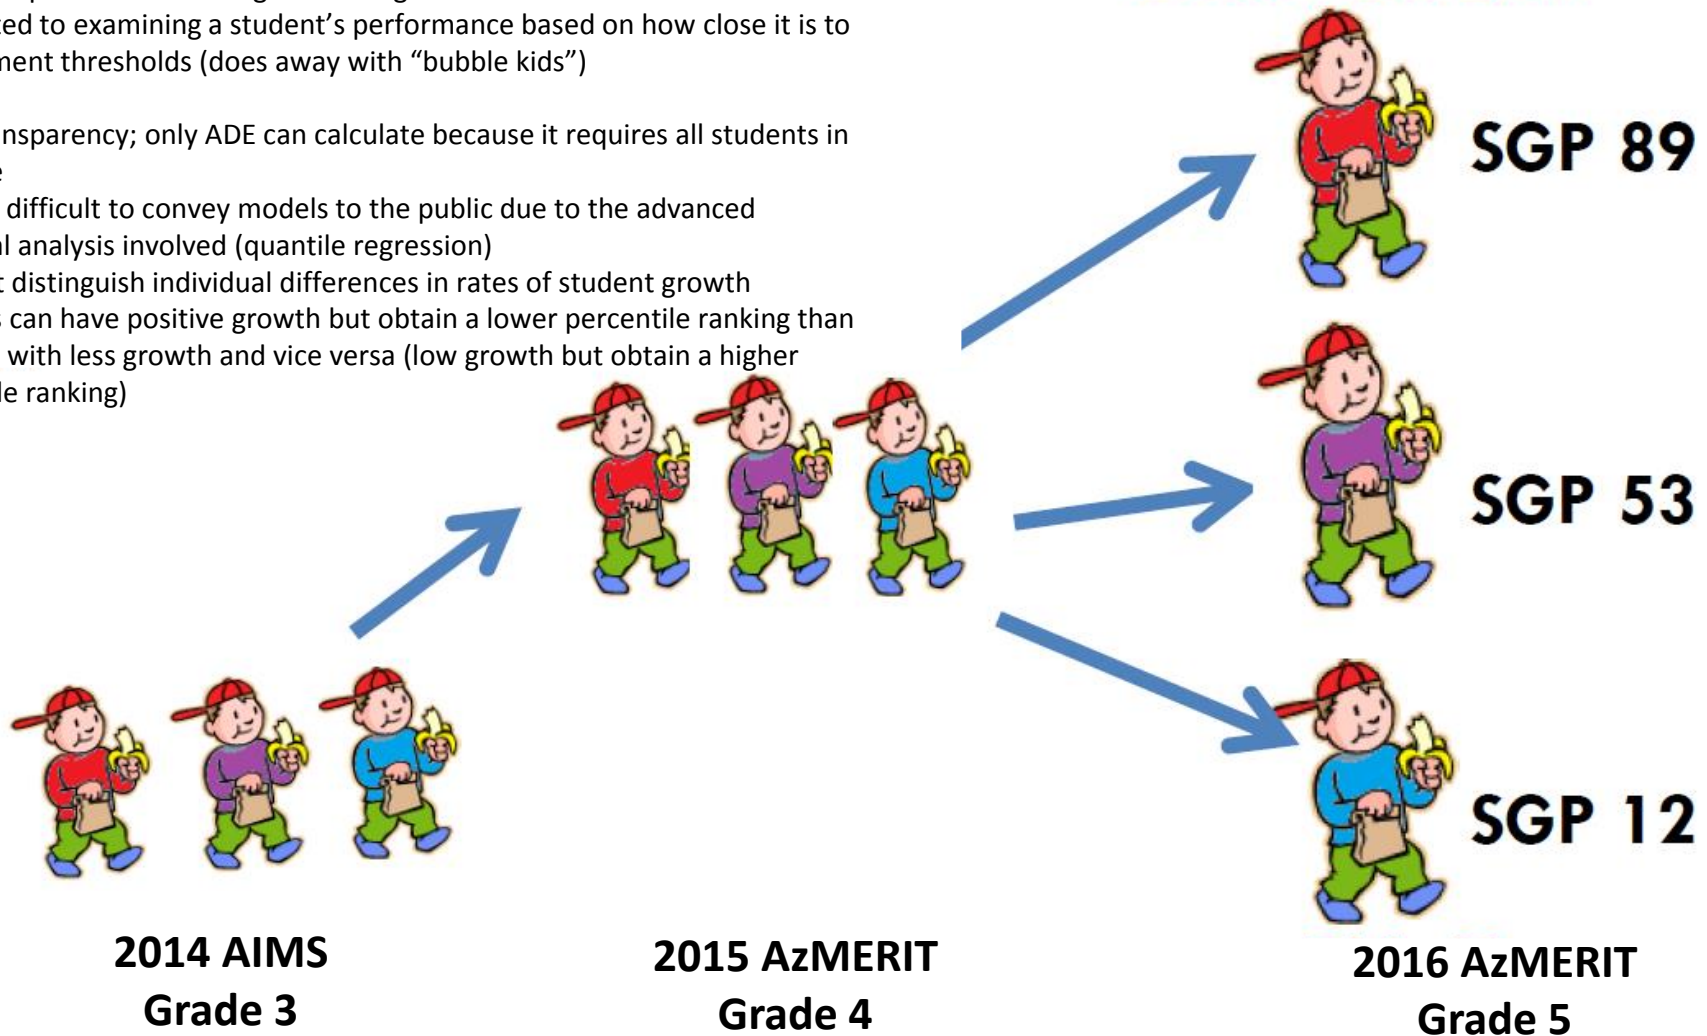 ted to examining a student’s performance based on how close it is to
ment thresholds (does away with “bubble kids”)
nsparency; only ADE can calculate because it requires all students in
e
difficult to convey models to the public due to the advanced
al analysis involved (quantile regression)
t distinguish individual differences in rates of student growth
s can have positive growth but obtain a lower percentile ranking than
with less growth and vice versa (low growth but obtain a higher
le ranking)
SGP 89
SGP 53
SGP 12
2014 AIMS
Grade 3
2015 AzMERIT
Grade 4
2016 AzMERIT
Grade 5